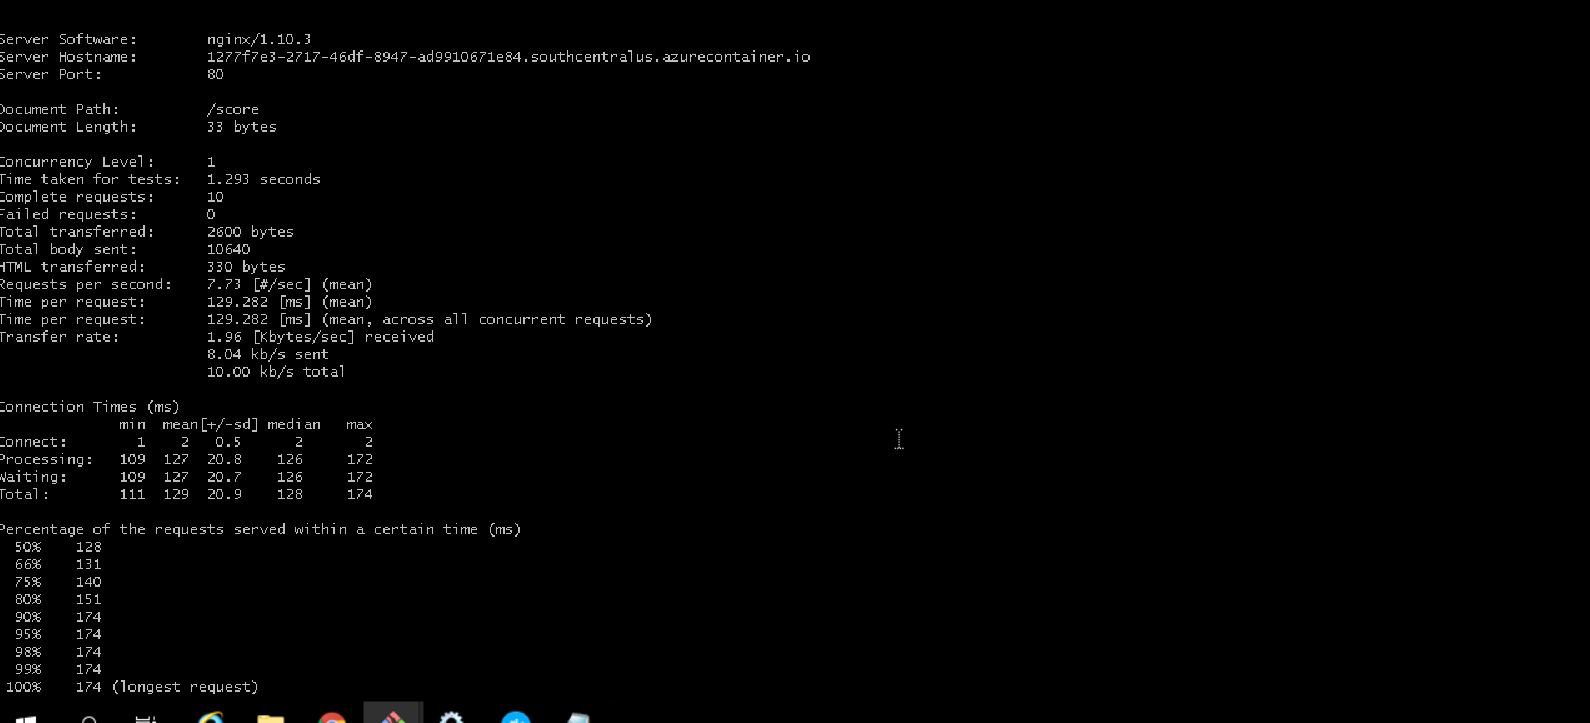 Server Software: nginx/1.10.3
Server Hostname: 1277f7e3-2717-46df-8947-ad9910671e84.southcentralus.azurecontainer.io
Server Port: 80
Document Path: /score
Document Length: 33 bytes
Concurrency Level: 1
Time taken for tests: 1.293 seconds
Complete requests: 10
Failed requests: 0
Total transferred: 2600 bytes
Total body sent: 10640
HTML transferred: 330 bytes
Requests per second: 7.73 [#/sec] (mean)
Time per request: 129.282 [ms] (mean)
Time per request: 129.282 [ms] (mean, across all concurrent requests)
Transfer rate: 1.96 [Kbytes/sec] received
8.04 kb/s sent
10.00 kb/s total
Connection Times (ms)
min mean[+/-sd] median max
Connect: 1 2 0.5 2 2
Processing: 109 127 20.8 126 172
Waiting: 109 127 20.7 126 172
Total: 111 129 20.9 128 174
Percentage of the requests served within a certain time (ms)
50% 128
66% 131
75% 140
80% 151
90% 174
95% 174
98% 174
99% 174
100% 174 (longest request)